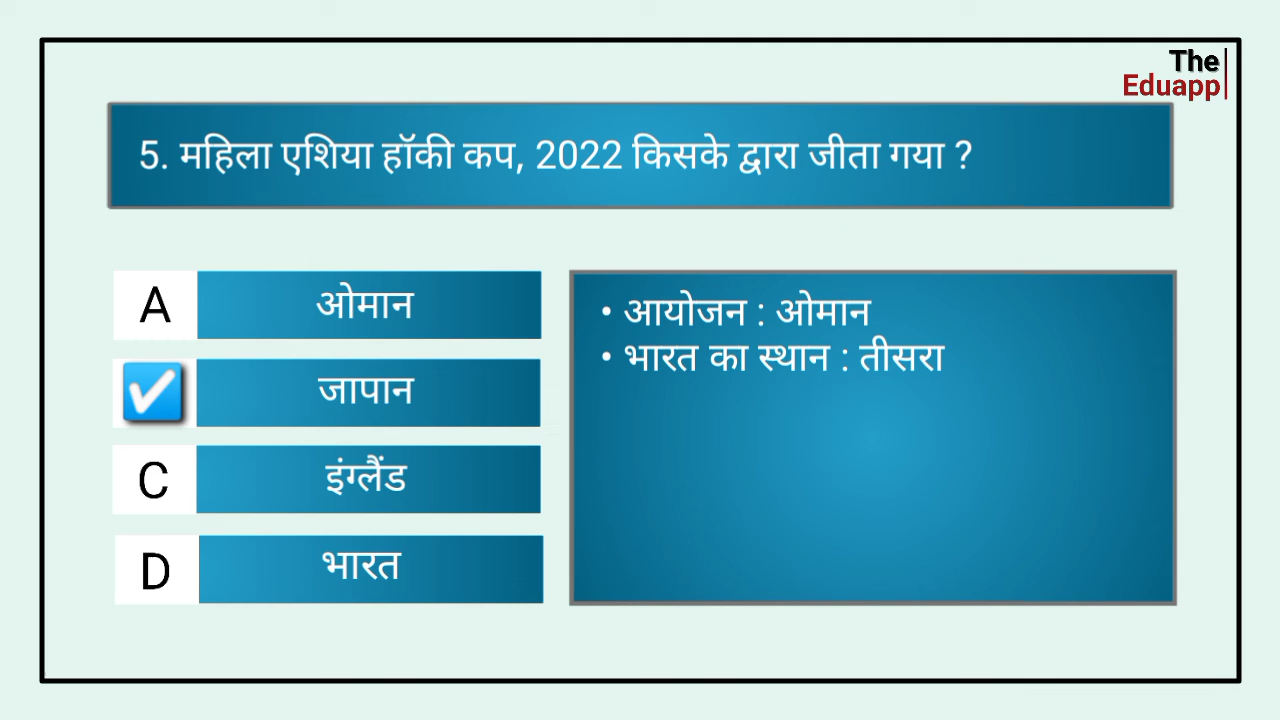 The
Eduapp
5. महिला एशिया हॉकी कप, 2022 किसके द्वारा जीता गया ?
A
ओमान
जापान
C
इंग्लैंड
D
भारत
• आयोजन : ओमान
• भारत का स्थान : तीसरा